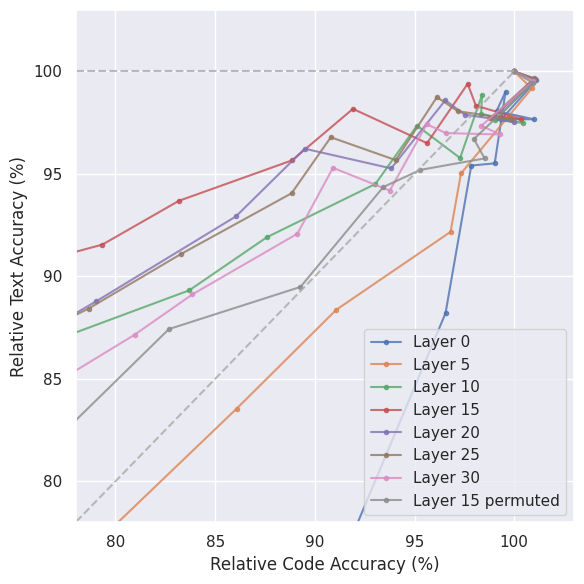 100
95
90
85
80
Relative Text Accuracy (%)
Layer 0
Layer 5
Layer 10
Layer 15
Layer 20
Layer 25
Layer 30
Layer 15 permuted
80 85 90 95 100
Relative Code Accuracy (%)